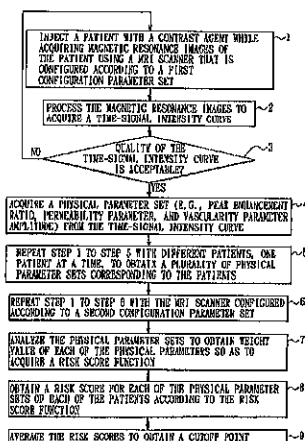 INJECT A PATIENT WITH A CONTRAST AGENT WHILE
ACQUIRING MAGNETIC RESONANCE IMAGES OF
THE PATIENT USING A MRI SCANNER THAT IS
CONFIGURED ACCORDING TO A FIRST
CONFIGURATION PARAMETER SET
1
PROCESS THE MAGNETIC RESONANCE IMAGES TO
ACQUIRE A TIME-SIGNAL INTENSITY CURVE
2
QUALITY OF THE
TIME-SIGNAL INTENSITY CURVE
IS ACCEPTABLE?
3
NO
YES
ACQUIRE A PHYSICAL PARAMETER SET (E.G., PEAK ENHANCEMENT
RATIO, PERMEABILITY PARAMETER, AND VASCULARITY PARAMETER
AMPLITUDE) FROM THE TIME-SIGNAL INTENSITY CURVE
4
REPEAT STEP 1 TO STEP 5 WITH DIFFERENT PATIENTS, ONE
PATIENT AT A TIME, TO OBTAIN A PLURALITY OF PHYSICAL
PARAMETER SETS CORRESPONDING TO THE PATIENTS
5
REPEAT STEP 1 TO STEP 6 WITH THE MRI SCANNER CONFIGURED
ACCORDING TO A SECOND CONFIGURATION PARAMETER SET
6
ANALYZE THE PHYSICAL PARAMETER SETS TO OBTAIN WEIGHT
VALUE OF EACH OF THE PHYSICAL PARAMETERS SO AS TO
ACQUIRE A RISK SCORE FUNCTION
7
OBTAIN A RISK SCORE FOR EACH OF THE PHYSICAL PARAMETER
SETS OF EACH OF THE PATIENTS ACCORDING TO THE RISK
SCORE FUNCTION
8
AVERAGE THE RISK SCORES TO OBTAIN A CUTOFF POINT
9